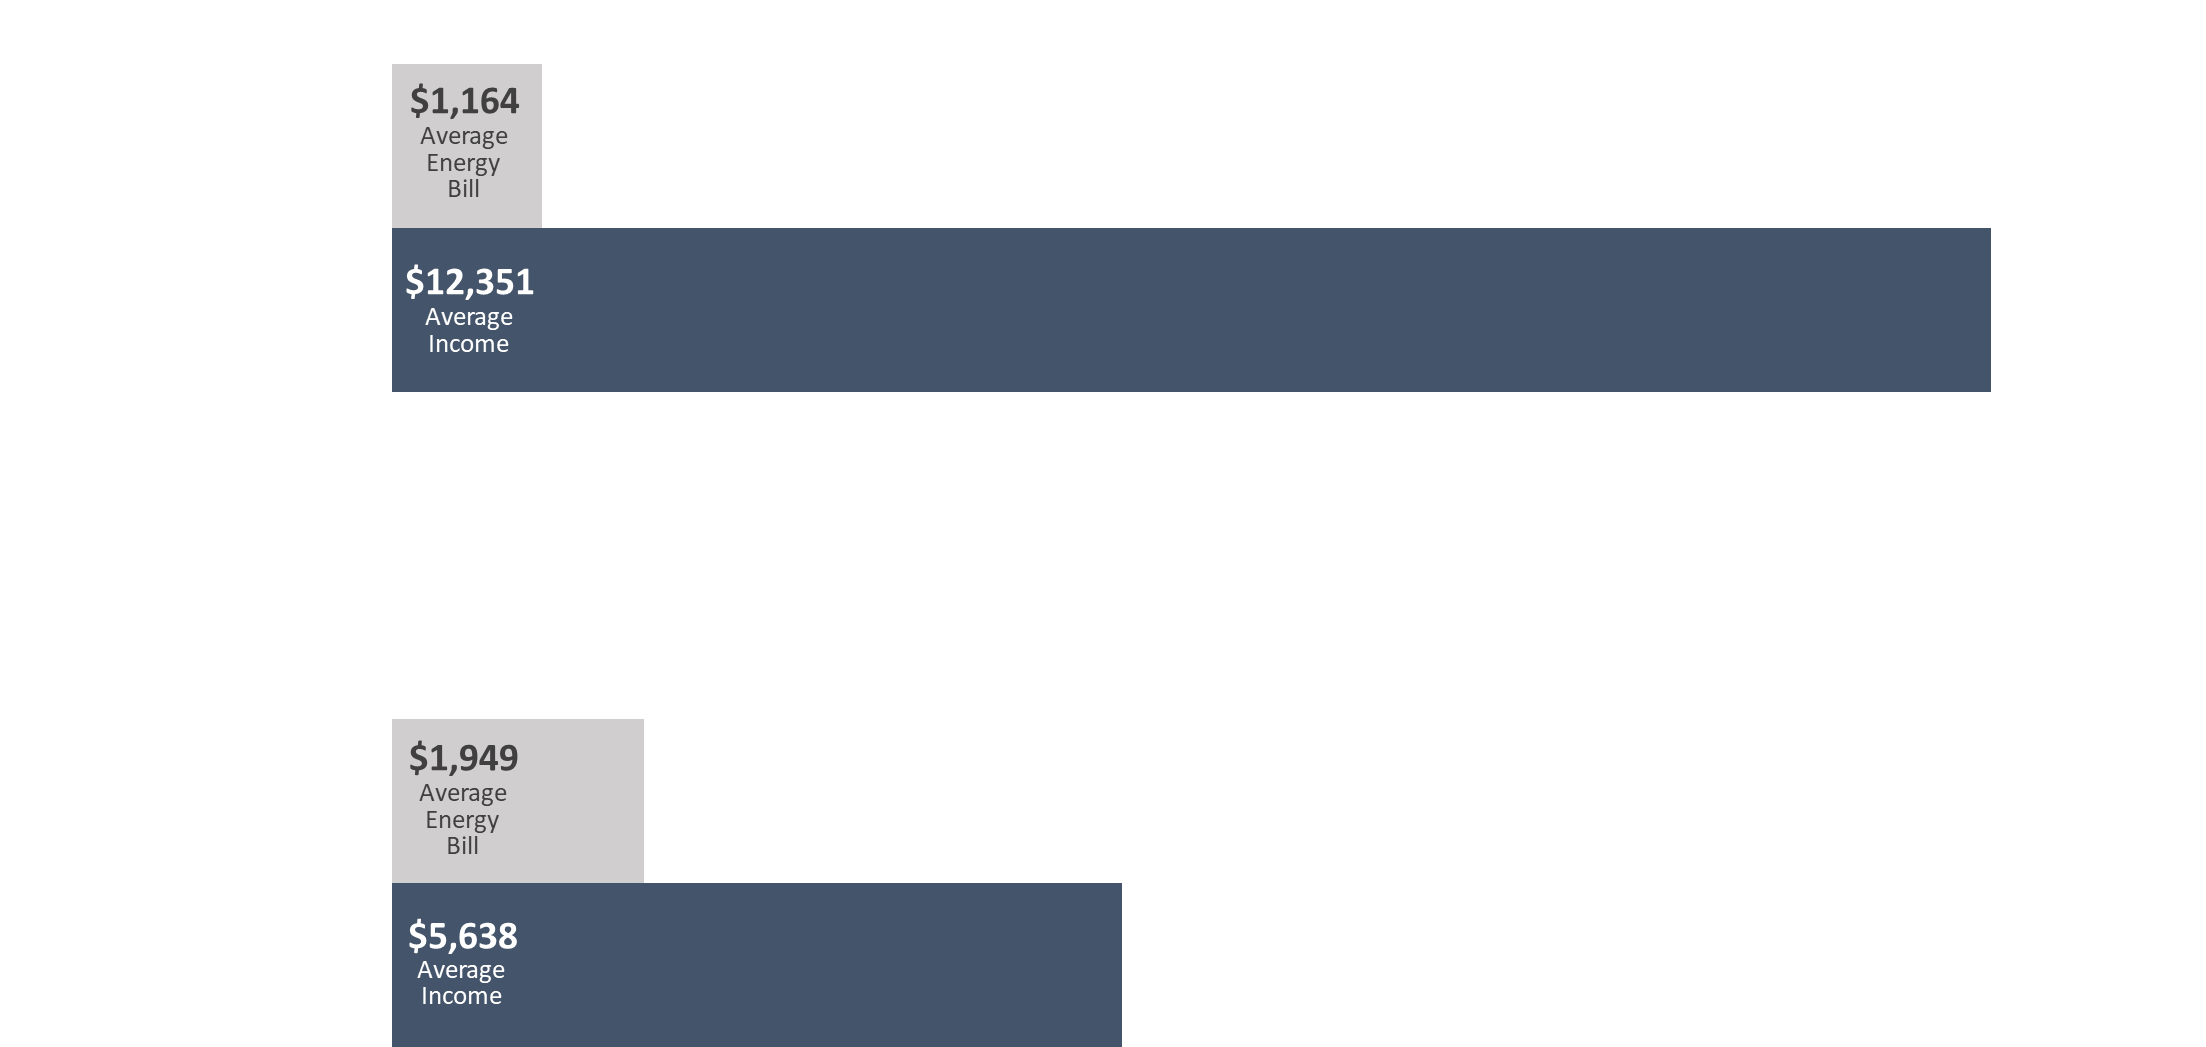 $1,164
Average
Energy
Bill
$12,351
Average
Income
$1,949
Average
Energy
Bill
$5,638
Average
Income